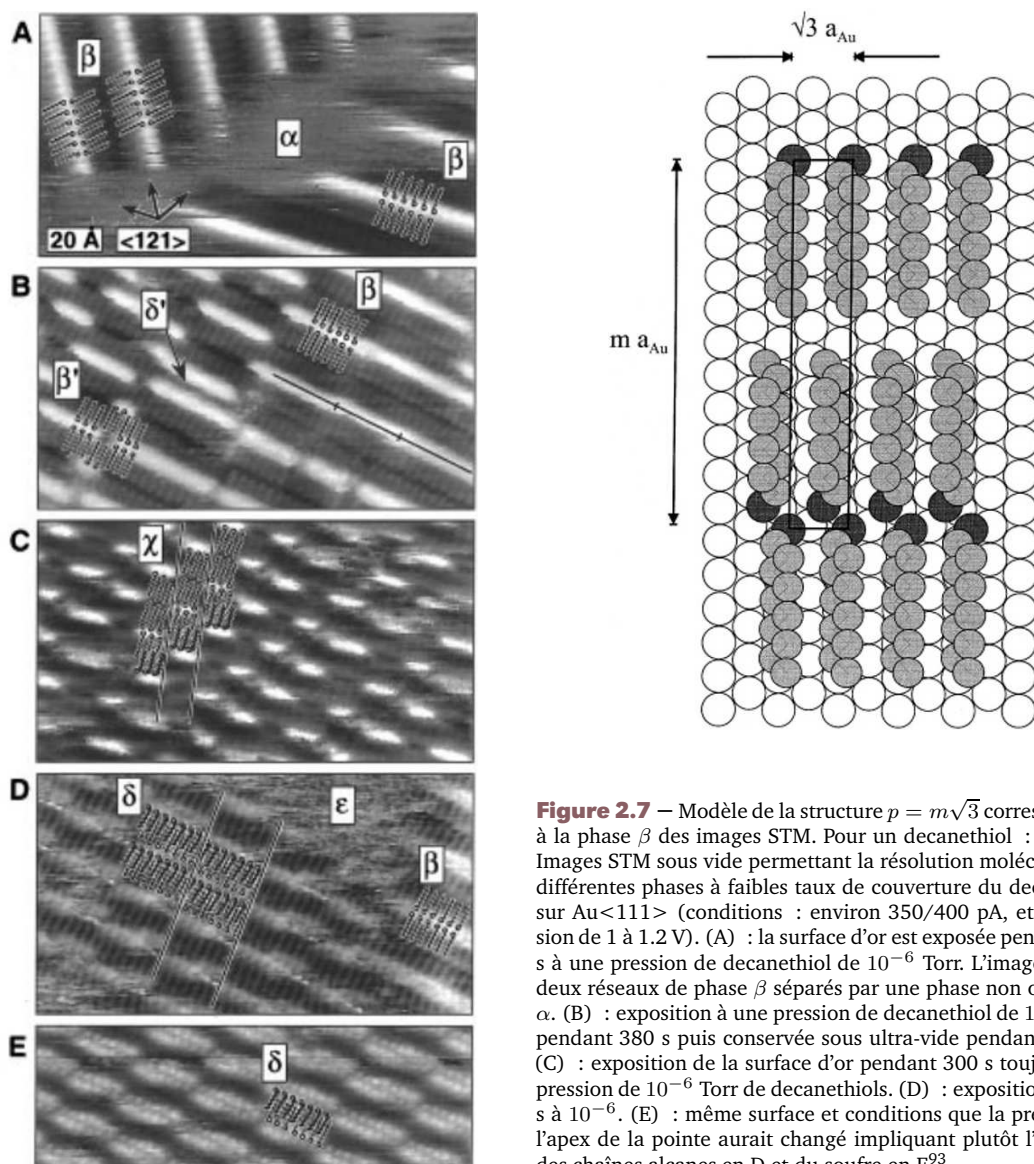 A
β
α
β
20 Å
<121>
B
β
δ'
β'
C
χ
D
δ
ε
β
E
δ
√3 a_Au
m a_Au
Figure 2.7 — Modèle de la structure p = m√3 corres
à la phase β des images STM. Pour un decanethiol :
Images STM sous vide permettant la résolution moléc
différentes phases à faibles taux de couverture du dec
sur Au<111> (conditions : environ 350/400 pA, et
sion de 1 à 1.2 V). (A) : la surface d'or est exposée pen
s à une pression de decanethiol de 10⁻⁶ Torr. L'image
deux réseaux de phase β séparés par une phase non o
α. (B) : exposition à une pression de decanethiol de 1
pendant 380 s puis conservée sous ultra-vide pendan
(C) : exposition de la surface d'or pendant 300 s touj
pression de 10⁻⁶ Torr de decanethiols. (D) : expositio
s à 10⁻⁶. (E) : même surface et conditions que la pré
l'apex de la pointe aurait changé impliquant plutôt l'
des chaînes alcanes en D et du soufre en E⁹³